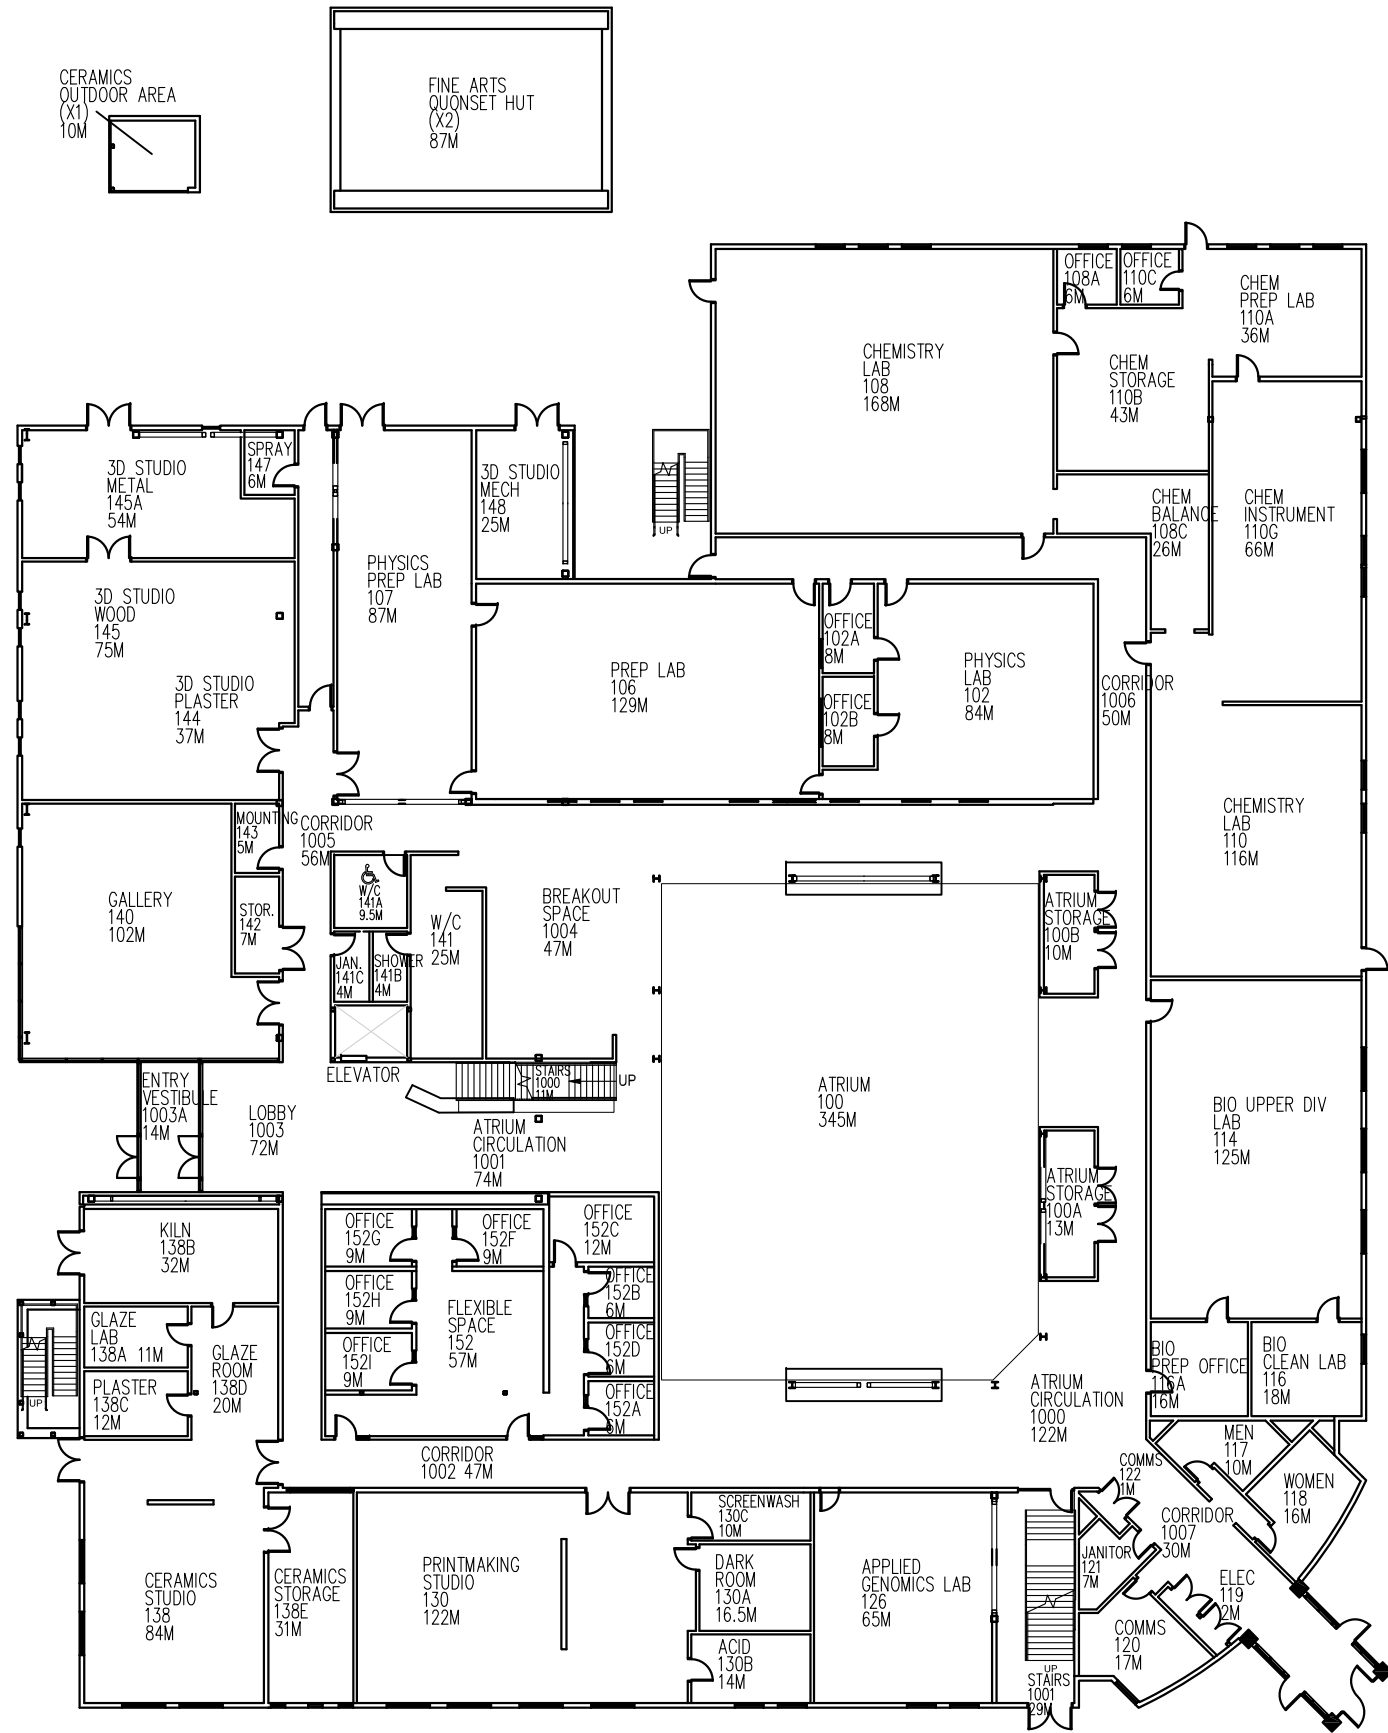 CERAMICS
OUTDOOR AREA
(X1)
10M
FINE ARTS
QUONSET HUT
(X2)
87M
OFFICE
108A
6M
OFFICE
110C
6M
CHEM
PREP LAB
110A
36M
CHEMISTRY
LAB
108
168M
CHEM
STORAGE
110B
43M
SPRAY
147
6M
3D STUDIO
METAL
145A
54M
3D STUDIO
MECH
148
25M
UP
CHEM
BALANCE
108C
26M
CHEM
INSTRUMENT
110G
66M
PHYSICS
PREP LAB
107
87M
3D STUDIO
WOOD
145
75M
3D STUDIO
PLASTER
144
37M
PREP LAB
106
129M
OFFICE
102A
8M
OFFICE
102B
8M
PHYSICS
LAB
102
84M
CORRIDOR
1006
50M
MOUNTING
143
5M
CORRIDOR
1005
56M
CHEMISTRY
LAB
110
116M
GALLERY
140
102M
STOR.
142
7M
W/C
141A
9.5M
W/C
141
25M
JAN.
141C
4M
SHOWER
141B
4M
BREAKOUT
SPACE
1004
47M
ATRIUM
STORAGE
100B
10M
ELEVATOR
STAIRS
1000
11M
UP
ENTRY
VESTIBULE
1003A
14M
LOBBY
1003
72M
ATRIUM
CIRCULATION
1001
74M
ATRIUM
100
345M
BIO UPPER DIV
LAB
114
125M
ATRIUM
STORAGE
100A
13M
KILN
138B
32M
OFFICE
152G
9M
OFFICE
152F
9M
OFFICE
152C
12M
OFFICE
152H
9M
OFFICE
152B
6M
FLEXIBLE
SPACE
152
57M
OFFICE
152I
9M
OFFICE
152D
6M
OFFICE
152A
6M
GLAZE
LAB
138A 11M
GLAZE
ROOM
138D
20M
PLASTER
138C
12M
UP
BIO
PREP OFFICE
116A
16M
BIO
CLEAN LAB
116
18M
ATRIUM
CIRCULATION
1000
122M
CORRIDOR
1002 47M
MEN
117
10M
COMMS
122
1M
WOMEN
118
16M
CORRIDOR
1007
30M
SCREENWASH
130C
10M
CERAMICS
STUDIO
138
84M
CERAMICS
STORAGE
138E
31M
PRINTMAKING
STUDIO
130
122M
DARK
ROOM
130A
16.5M
APPLIED
GENOMICS LAB
126
65M
JANITOR
121
7M
ELEC
119
2M
COMMS
120
17M
ACID
130B
14M
UP
STAIRS
1001
29M